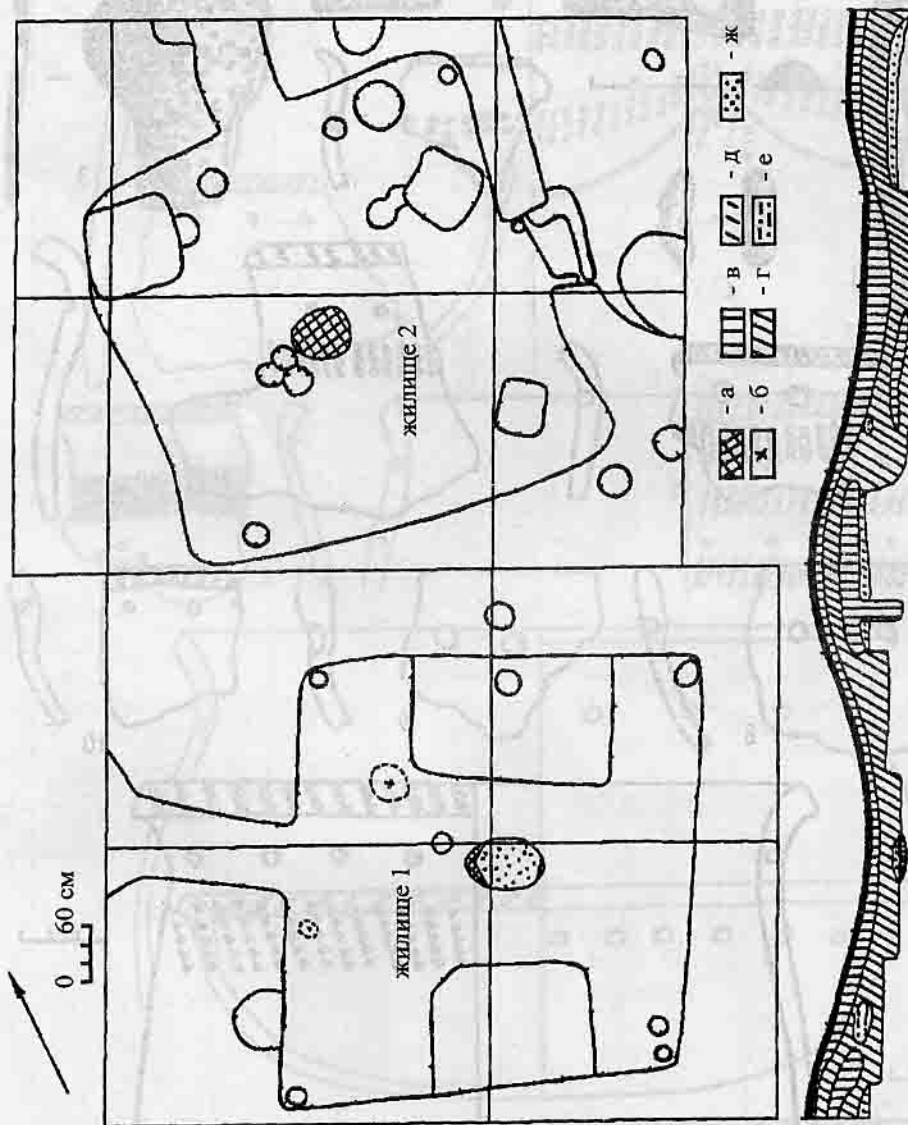 0 60 см
жилище 1
жилище 2
- а
- б
- в
- г
- д
- е
- ж